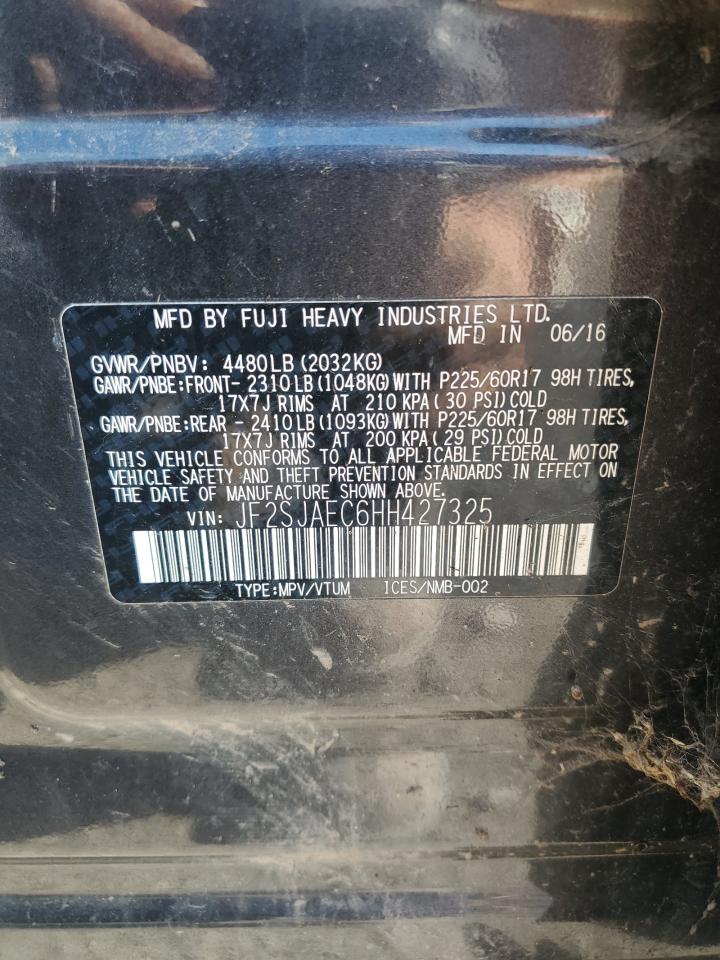 MFD BY FUJI HEAVY INDUSTRIES LTD.
MFD IN 06/16
GVWR/PNBV: 4480LB (2032KG)
GAWR/PNBE:FRONT- 2310LB(1048KG)WITH P225/60R17 98H TIRES,
17X7J RIMS AT 210 KPA( 30 PSI)COLD
GAWR/PNBE:REAR - 2410LB(1093KG)WITH P225/60R17 98H TIRES,
17X7J RIMS AT 200 KPA( 29 PSI)COLD
THIS VEHICLE CONFORMS TO ALL APPLICABLE FEDERAL MOTOR
VEHICLE SAFETY AND THEFT PREVENTION STANDARDS IN EFFECT ON
THE DATE OF MANUFACTURE SHOWN ABOVE.
VIN: JF2SJAEC6HH427325
TYPE:MPV/VTUM ICES/NMB-002